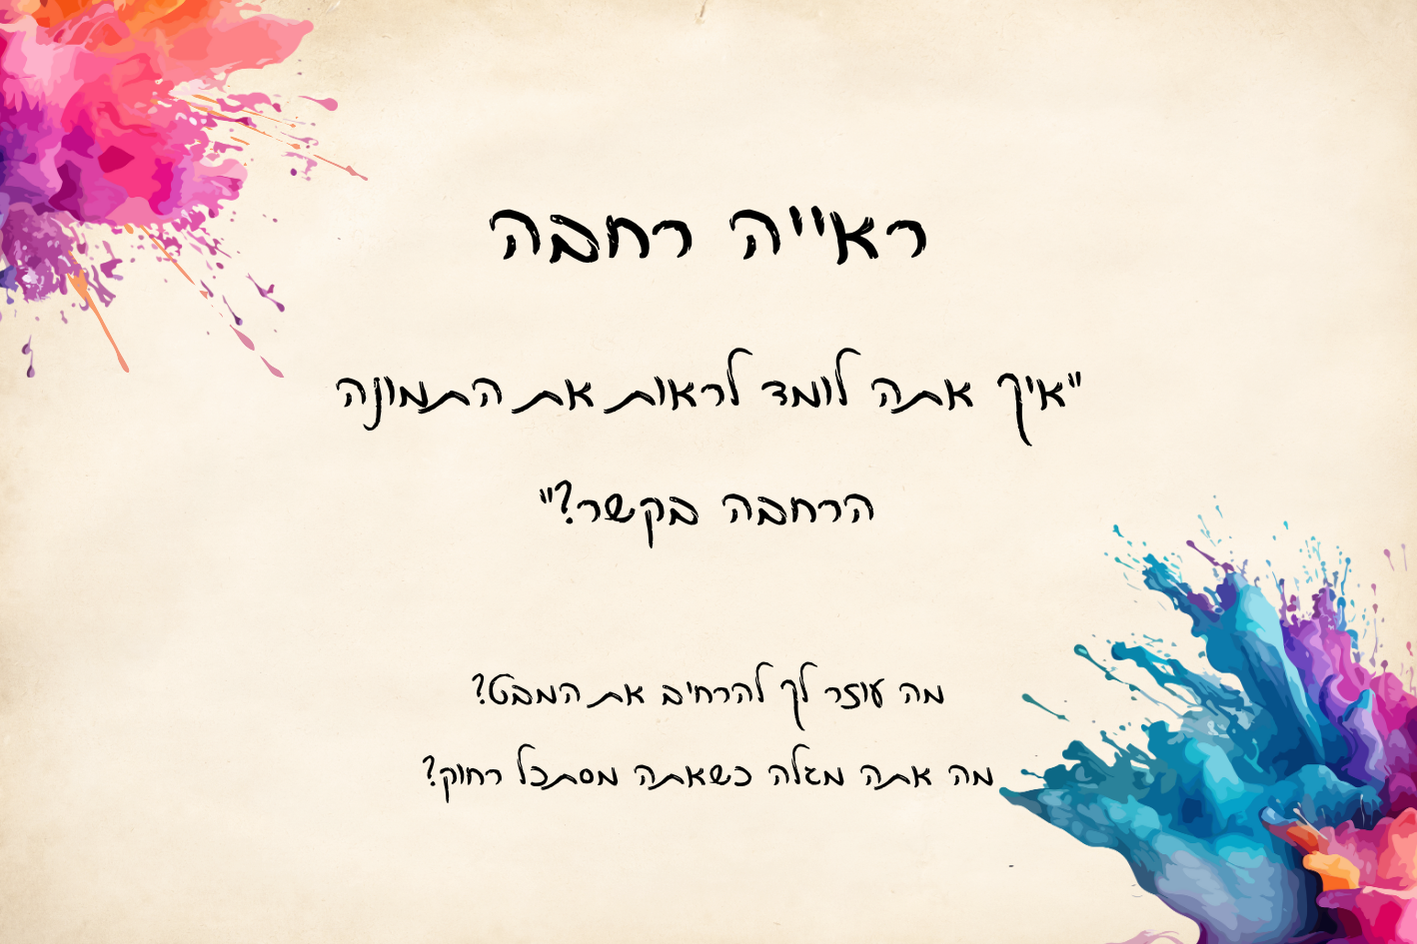 ראייה רחבה
"איך אתה לומד לראות את התמונה
הרחבה בקשר?"
מה עוזר לך להרחיב את המבט?
מה אתה מגלה כשאתה מסתכל רחוק?